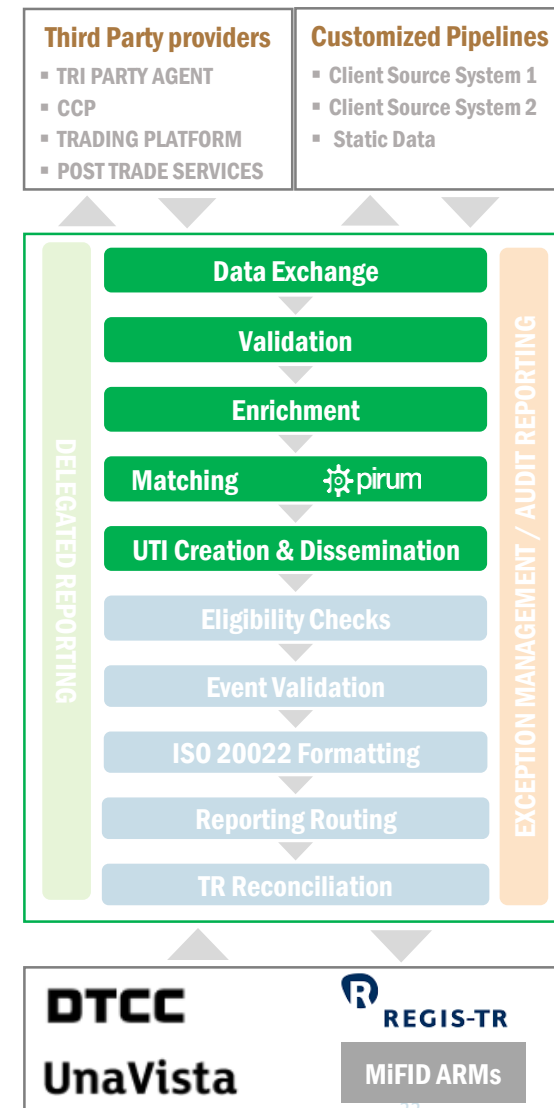 Third Party providers
▪ TRI PARTY AGENT
▪ CCP
▪ TRADING PLATFORM
▪ POST TRADE SERVICES
Customized Pipelines
▪ Client Source System 1
▪ Client Source System 2
▪ Static Data
DELEGATED REPORTING
Data Exchange
Validation
Enrichment
Matching pirum
UTI Creation & Dissemination
Eligibility Checks
Event Validation
ISO 20022 Formatting
Reporting Routing
TR Reconciliation
EXCEPTION MANAGEMENT / AUDIT REPORTING
DTCC
R REGIS-TR
UnaVista
MiFID ARMs